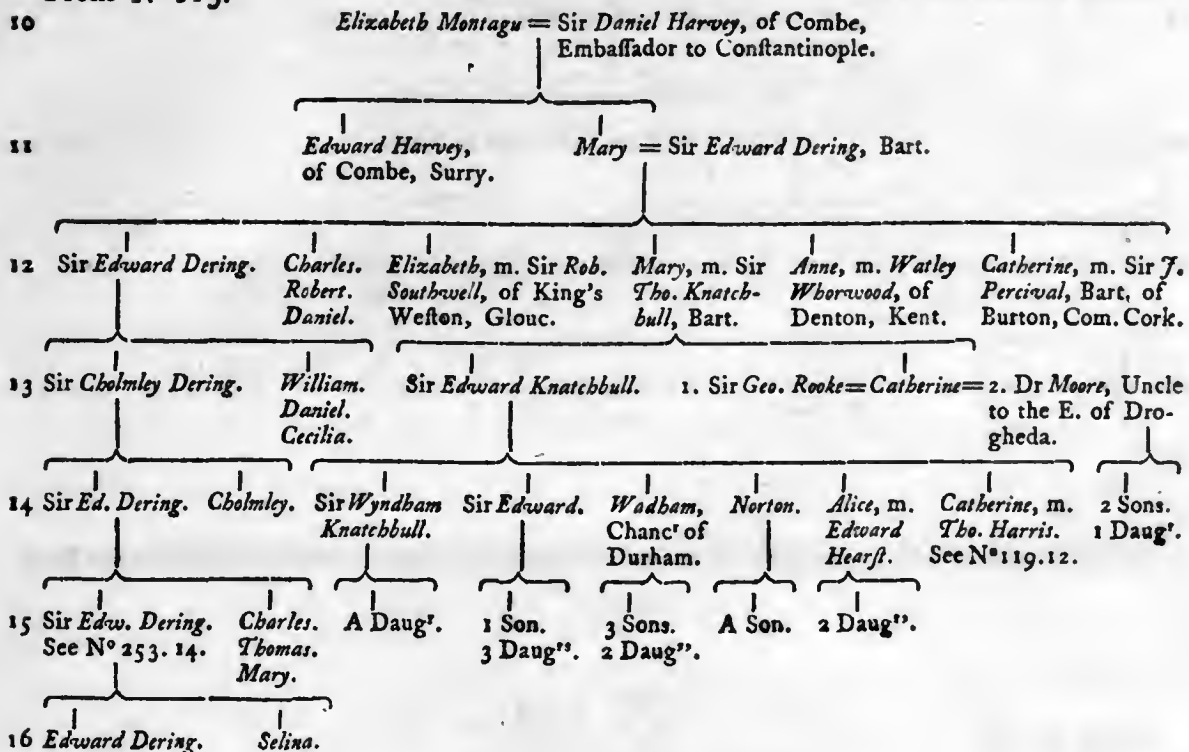 10 Elizabeth Montagu = Sir Daniel Harvey, of Combe,
Embaſſador to Conſtantinople.
11 Edward Harvey, Mary = Sir Edward Dering, Bart.
of Combe, Surry.
12 Sir Edward Dering. Charles. Elizabeth, m. Sir Rob. Mary, m. Sir Anne, m. Watley Catherine, m. Sir J.
Robert. Southwell, of King's Tho. Knatch- Whorwood, of Percival, Bart, of
Daniel. Weſton, Glouc. bull, Bart. Denton, Kent. Burton, Com. Cork.
13 Sir Cholmley Dering. William. Sir Edward Knatchbull. 1. Sir Geo. Rooke=Catherine= 2. Dr Moore, Uncle
Daniel. to the E. of Dro-
Cecilia. gheda.
14 Sir Ed. Dering. Cholmley. Sir Wyndham Sir Edward. Wadham, Norton. Alice, m. Catherine, m. 2 Sons.
Knatchbull. Chancʳ of Edward Tho. Harris. 1 Daugʳ.
Durham. Hearſt. See N° 119.12.
15 Sir Edw. Dering. Charles. A Daugʳ. 1 Son. 3 Sons. A Son. 2 Daugʳˢ.
See N° 253. 14. Thomas. 3 Daugʳˢ. 2 Daugʳˢ.
Mary.
16 Edward Dering. Selina.